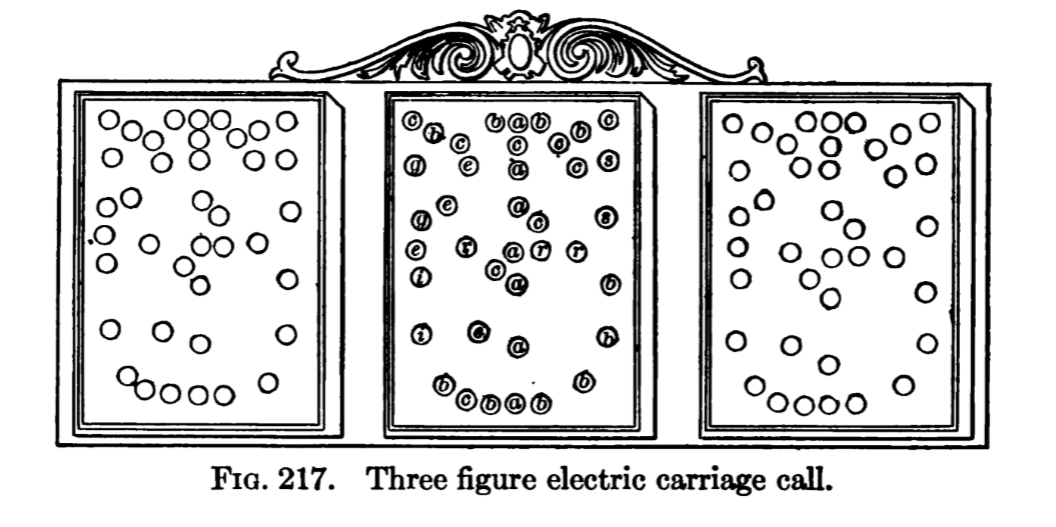 c b a b c
b c c c b
g e a c s
g e a c s
e r a r r
i c a b
i a b
b b
c b a b
FIG. 217. Three figure electric carriage call.